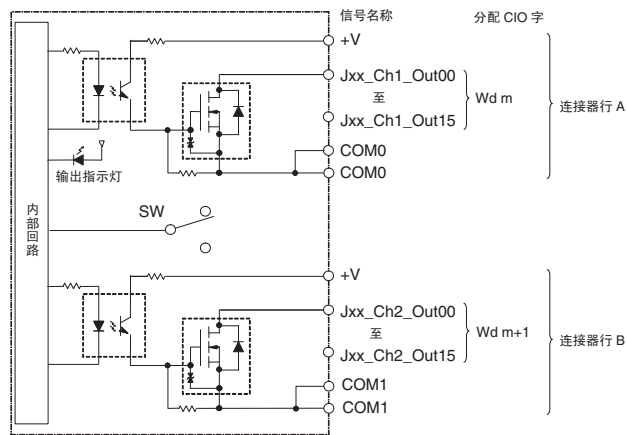 信号名称
分配 CIO 字
+V
Jxx_Ch1_Out00
至
Wd m
连接器行 A
Jxx_Ch1_Out15
COM0
COM0
输出指示灯
内部回路
SW
+V
Jxx_Ch2_Out00
至
Wd m+1
连接器行 B
Jxx_Ch2_Out15
COM1
COM1